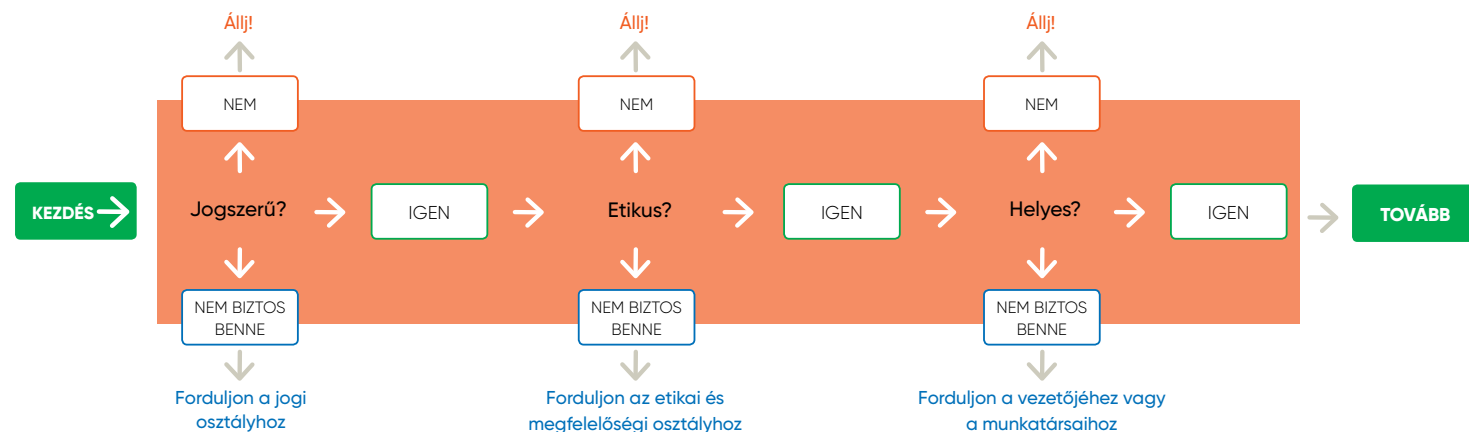 Állj!
Állj!
Állj!
NEM
NEM
NEM
KEZDÉS
Jogszerű?
IGEN
Etikus?
IGEN
Helyes?
IGEN
TOVÁBB
NEM BIZTOS
BENNE
NEM BIZTOS
BENNE
NEM BIZTOS
BENNE
Forduljon a jogi
osztályhoz
Forduljon az etikai és
megfelelőségi osztályhoz
Forduljon a vezetőjéhez vagy
a munkatársaihoz